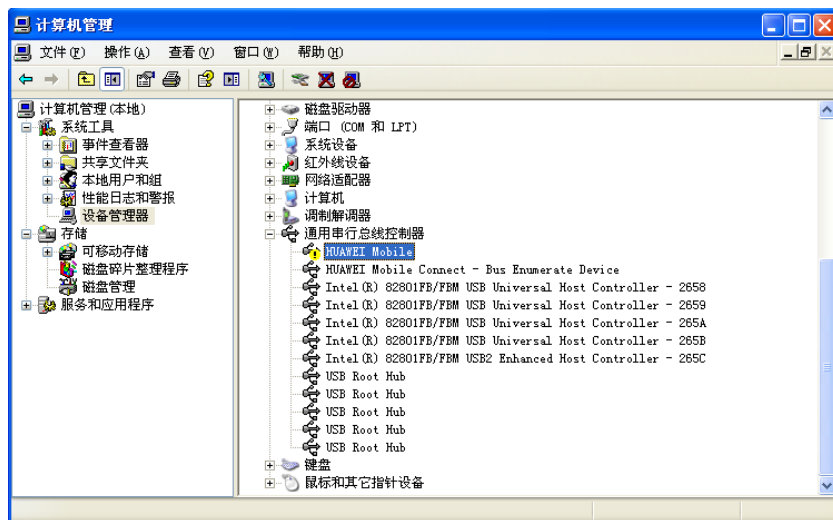 计算机管理
文件(F) 操作(A) 查看(V) 窗口(W) 帮助(H)
计算机管理(本地)
系统工具
事件查看器
共享文件夹
本地用户和组
性能日志和警报
设备管理器
存储
可移动存储
磁盘碎片整理程序
磁盘管理
服务和应用程序
磁盘驱动器
端口 (COM 和 LPT)
系统设备
红外线设备
网络适配器
计算机
调制解调器
通用串行总线控制器
HUAWEI Mobile
HUAWEI Mobile Connect - Bus Enumerate Device
Intel(R) 82801FB/FBM USB Universal Host Controller - 2658
Intel(R) 82801FB/FBM USB Universal Host Controller - 2659
Intel(R) 82801FB/FBM USB Universal Host Controller - 265A
Intel(R) 82801FB/FBM USB Universal Host Controller - 265B
Intel(R) 82801FB/FBM USB2 Enhanced Host Controller - 265C
USB Root Hub
USB Root Hub
USB Root Hub
USB Root Hub
USB Root Hub
键盘
鼠标和其它指针设备